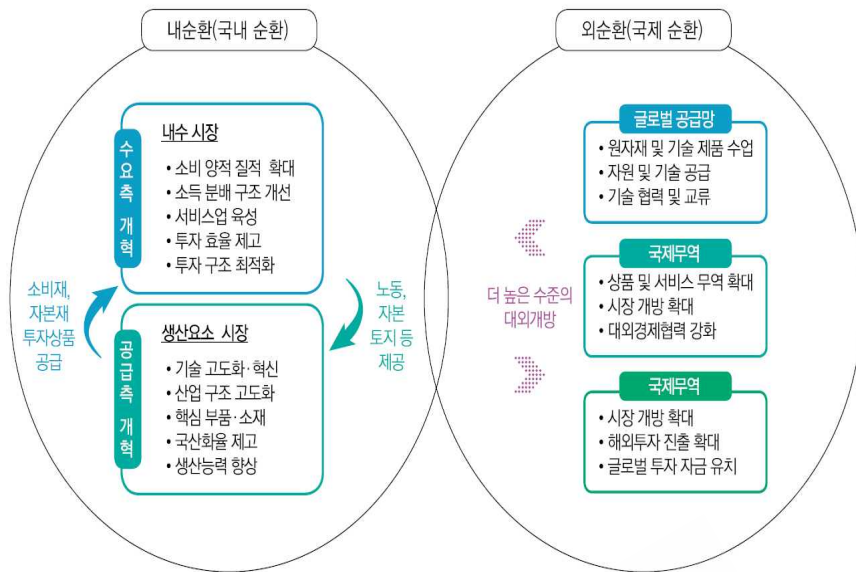 내순환(국내 순환)
수요측 개혁
내수 시장
• 소비 양적 질적 확대
• 소득 분배 구조 개선
• 서비스업 육성
• 투자 효율 제고
• 투자 구조 최적화
소비재,
자본재
투자상품
공급
노동,
자본
토지 등
제공
공급측 개혁
생산요소 시장
• 기술 고도화·혁신
• 산업 구조 고도화
• 핵심 부품·소재
• 국산화율 제고
• 생산능력 향상
외순환(국제 순환)
글로벌 공급망
• 원자재 및 기술 제품 수업
• 자원 및 기술 공급
• 기술 협력 및 교류
더 높은 수준의
대외개방
국제무역
• 상품 및 서비스 무역 확대
• 시장 개방 확대
• 대외경제협력 강화
국제무역
• 시장 개방 확대
• 해외투자 진출 확대
• 글로벌 투자 자금 유치